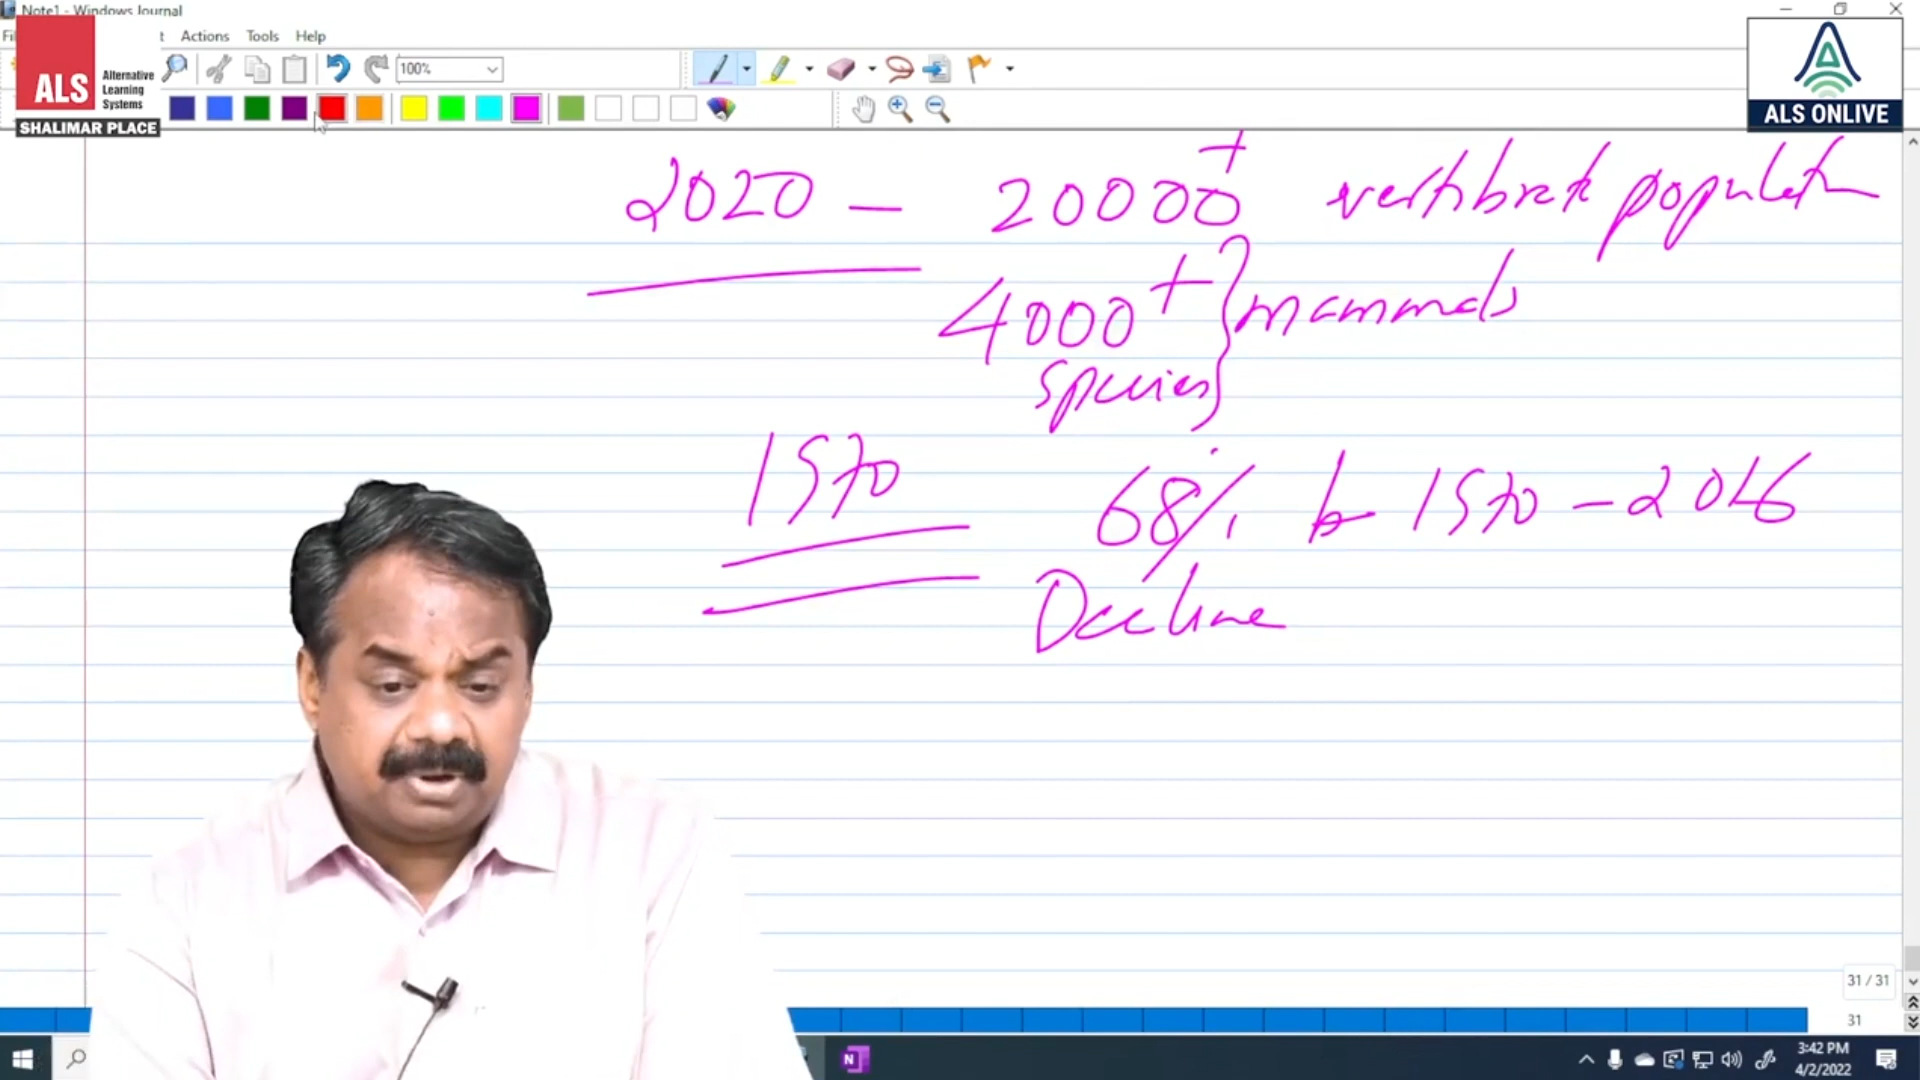 Note1 - Windows Journal
Actions Tools Help
ALS Alternative Learning Systems
SHALIMAR PLACE
100%
ALS ONLIVE
2020 - 20000+ vertibrate population
4000+ } mammals
species
1970 68% b 1970 - 2016
Decline
31 / 31
31
3:42 PM
4/2/2022